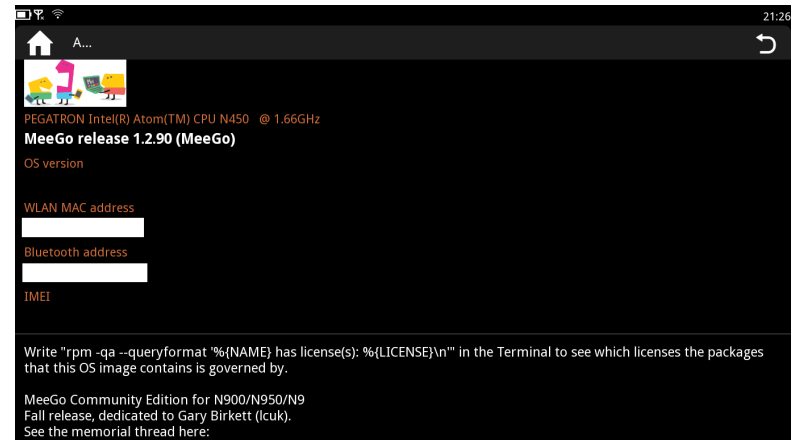 21:26
A...
PEGATRON Intel(R) Atom(TM) CPU N450 @ 1.66GHz
MeeGo release 1.2.90 (MeeGo)
OS version
WLAN MAC address
Bluetooth address
IMEI
Write "rpm -qa --queryformat '%{NAME} has license(s): %{LICENSE}\n'" in the Terminal to see which licenses the packages
that this OS image contains is governed by.
MeeGo Community Edition for N900/N950/N9
Fall release, dedicated to Gary Birkett (lcuk).
See the memorial thread here: